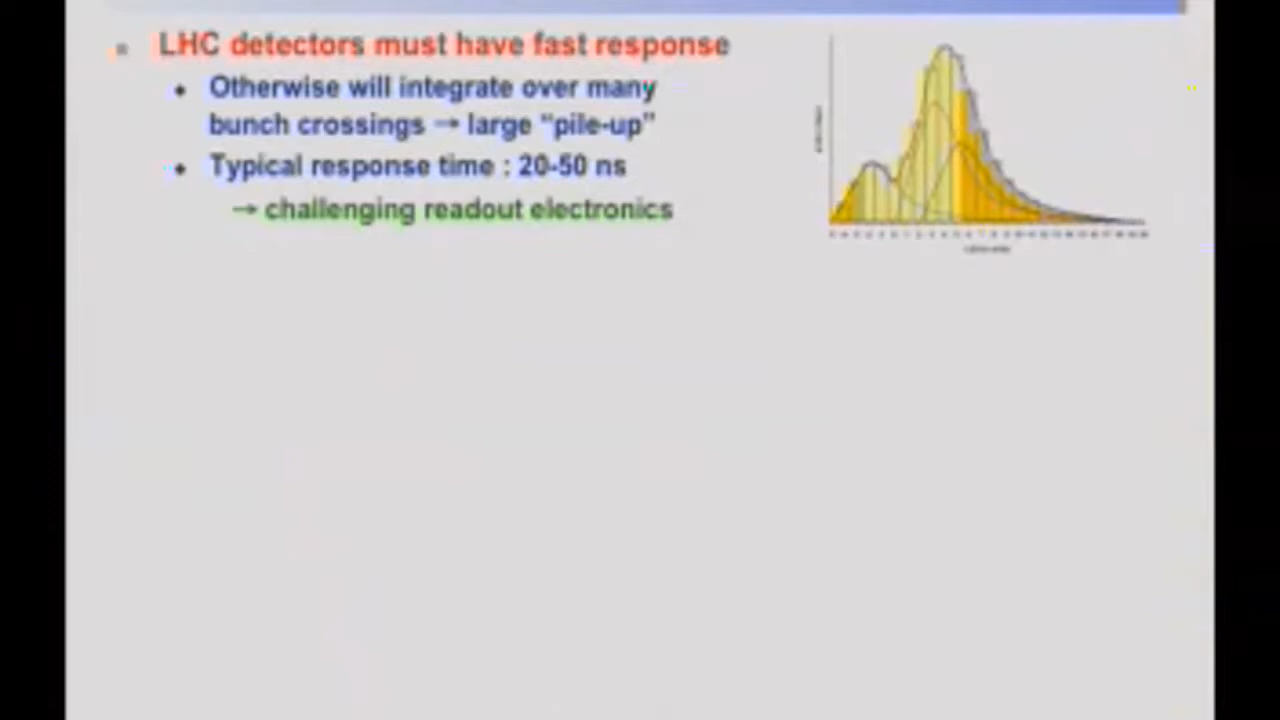 LHC detectors must have fast response
Otherwise will integrate over many
bunch crossings → large “pile-up”
Typical response time : 20-50 ns
→ challenging readout electronics